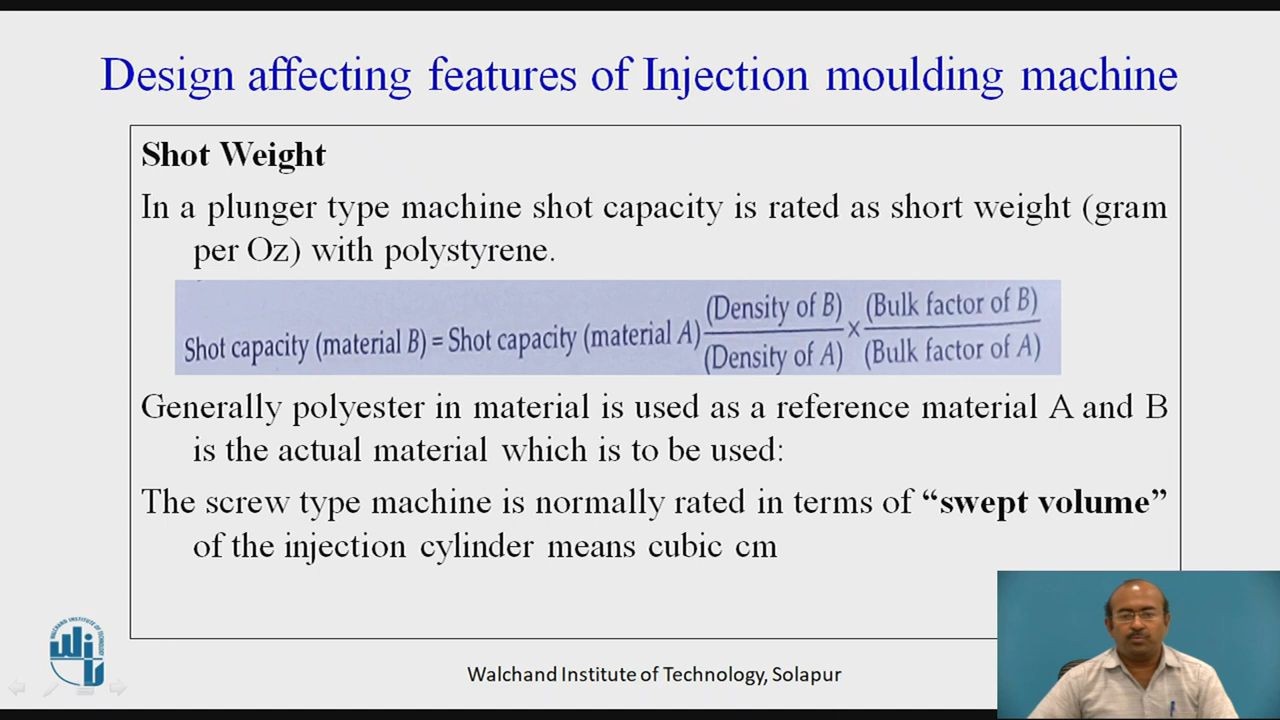 Design affecting features of Injection moulding machine
Shot Weight
In a plunger type machine shot capacity is rated as short weight (gram
per Oz) with polystyrene.
Shot capacity (material B) = Shot capacity (material A) (Density of B) / (Density of A) × (Bulk factor of B) / (Bulk factor of A)
Generally polyester in material is used as a reference material A and B
is the actual material which is to be used:
The screw type machine is normally rated in terms of “swept volume”
of the injection cylinder means cubic cm
WALCHAND INSTITUTE OF TECHNOLOGY
Walchand Institute of Technology, Solapur